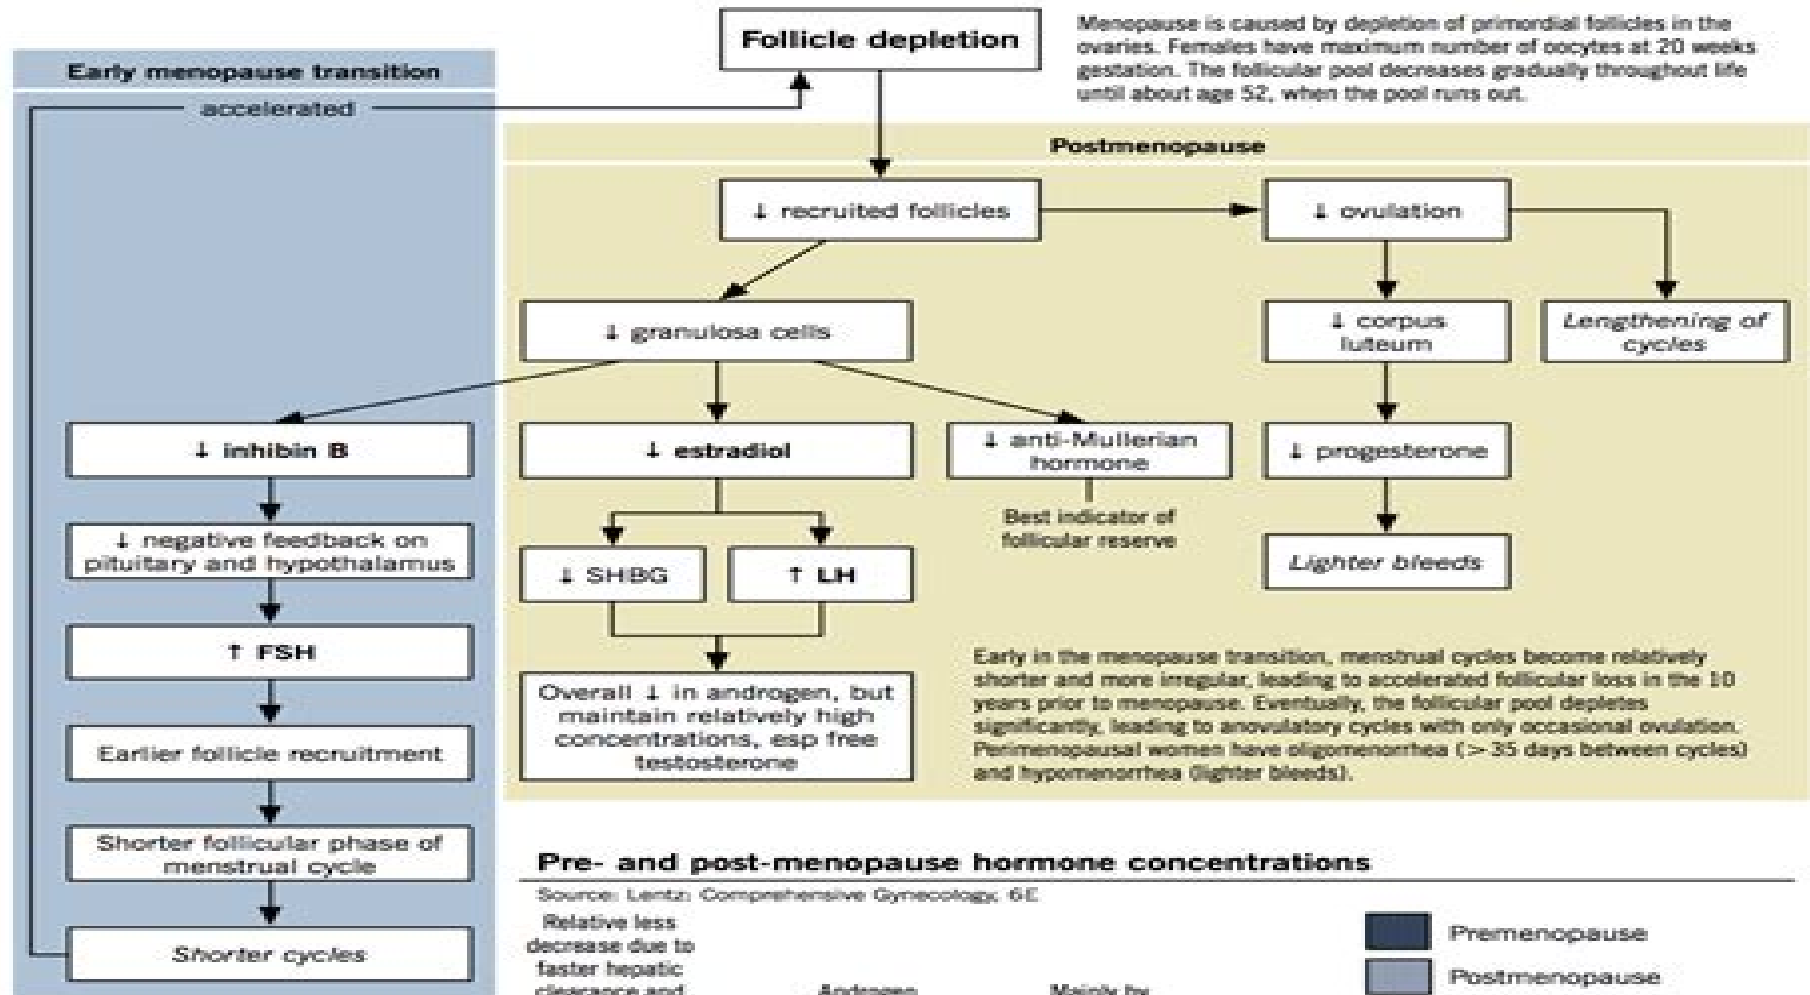 Follicle depletion
Menopause is caused by depletion of primordial follicles in the
ovaries. Females have maximum number of oocytes at 20 weeks
gestation. The follicular pool decreases gradually throughout life
until about age 52, when the pool runs out.
Early menopause transition
accelerated
Postmenopause
↓ recruited follicles
↓ ovulation
↓ granulosa cells
↓ corpus
luteum
Lengthening of
cycles
↓ inhibin B
↓ estradiol
↓ anti-Mullerian
hormone
↓ progesterone
Best indicator of
follicular reserve
↓ negative feedback on
pituitary and hypothalamus
↓ SHBG
↑ LH
Lighter bleeds
↑ FSH
Overall ↓ in androgen, but
maintain relatively high
concentrations, esp free
testosterone
Early in the menopause transition, menstrual cycles become relatively
shorter and more irregular, leading to accelerated follicular loss in the 10
years prior to menopause. Eventually, the follicular pool depletes
significantly, leading to anovulatory cycles with only occasional ovulation.
Perimenopausal women have oligomenorrhea (>35 days between cycles)
and hypomenorrhea (lighter bleeds).
Earlier follicle recruitment
Shorter follicular phase of
menstrual cycle
Shorter cycles
Pre- and post-menopause hormone concentrations
Source: Lentz: Comprehensive Gynecology, 6E
Relative less
decrease due to
faster hepatic
clearance and
Androgen
Mainly by
Premenopause
Postmenopause